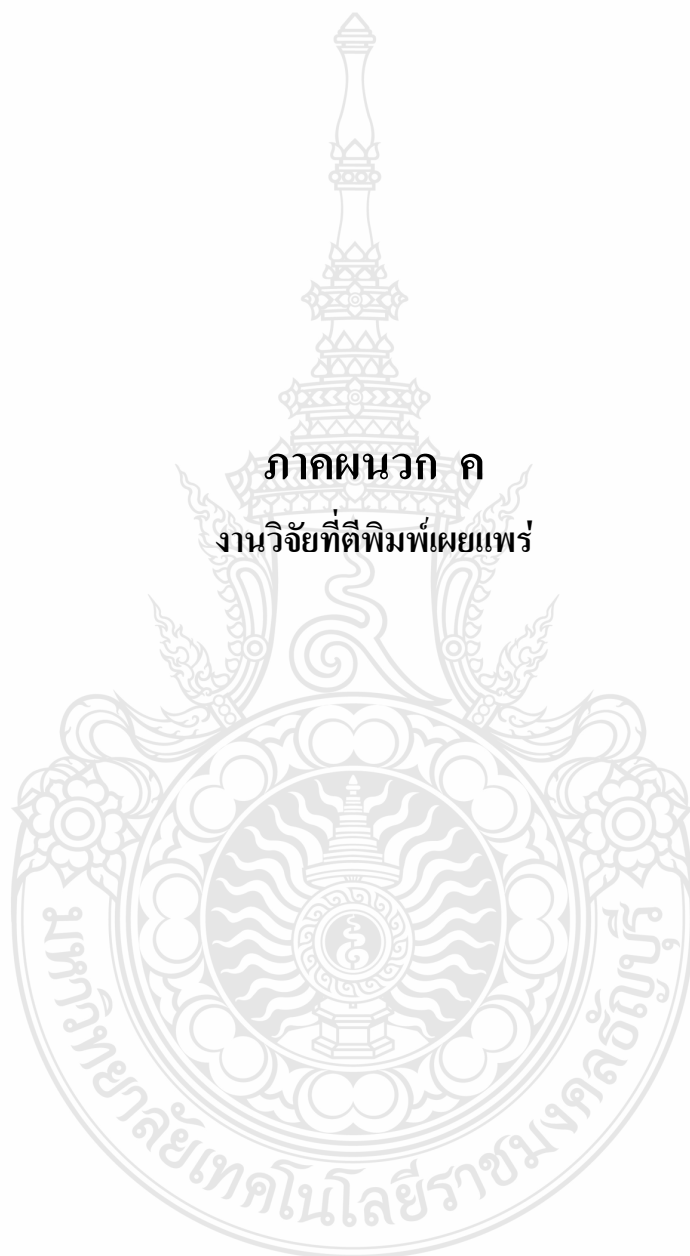 ภาคผนวก ค
งานวิจัยที่ตีพิมพ์เผยแพร่
มหาวิทยาลัยเทคโนโลยีราชมงคลธัญบุรี